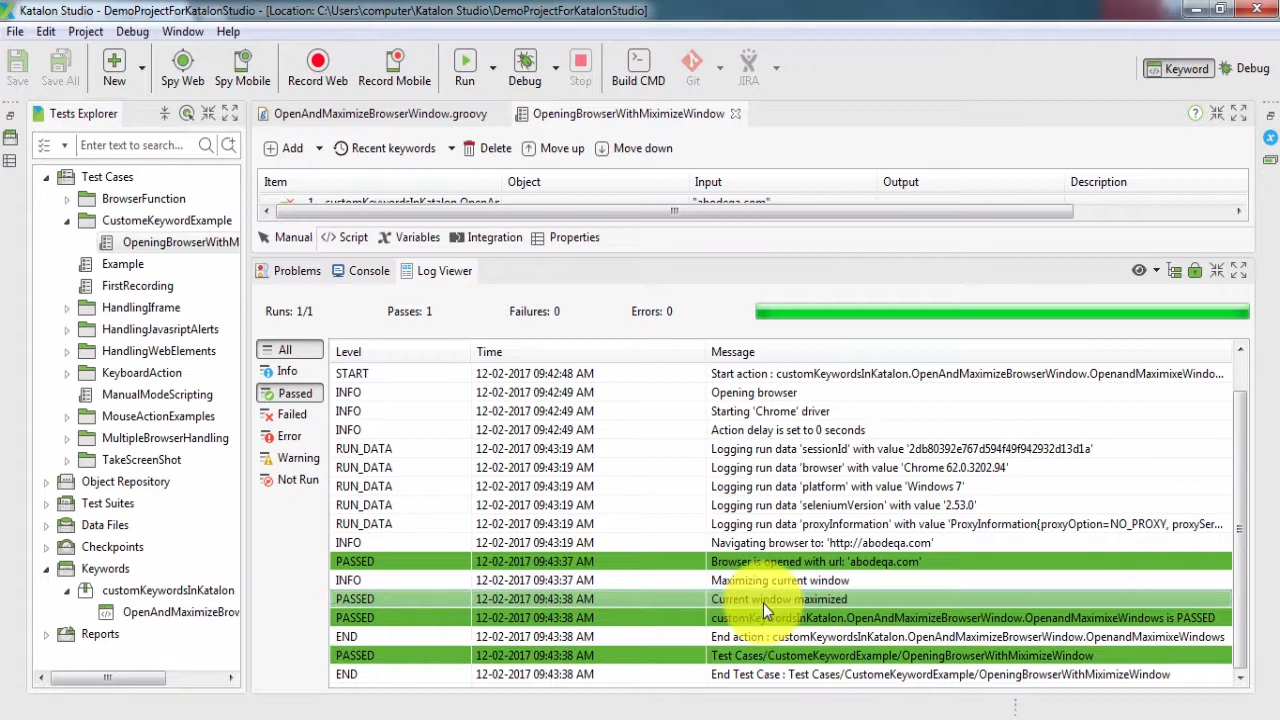 Katalon Studio - DemoProjectForKatalonStudio - [Location: C:\Users\computer\Katalon Studio\DemoProjectForKatalonStudio]
File Edit Project Debug Window Help
Save Save All New Spy Web Spy Mobile Record Web Record Mobile Run Debug Stop Build CMD Git JIRA Keyword Debug
Tests Explorer
OpenAndMaximizeBrowserWindow.groovy OpeningBrowserWithMiximizeWindow
Enter text to search...
Add Recent keywords Delete Move up Move down
Item Object Input Output Description
1 customKeywordsInKatalon.OpenAr "abodeqa.com"
Manual Script Variables Integration Properties
Problems Console Log Viewer
Test Cases
BrowserFunction
CustomeKeywordExample
OpeningBrowserWithM
Example
FirstRecording
HandlingIframe
HandlingJavasriptAlerts
HandlingWebElements
KeyboardAction
ManualModeScripting
MouseActionExamples
MultipleBrowserHandling
TakeScreenShot
Object Repository
Test Suites
Data Files
Checkpoints
Keywords
customKeywordsInKatalon
OpenAndMaximizeBrov
Reports
Runs: 1/1 Passes: 1 Failures: 0 Errors: 0
All
Info
Passed
Failed
Error
Warning
Not Run
Level Time Message
START 12-02-2017 09:42:48 AM Start action : customKeywordsInKatalon.OpenAndMaximizeBrowserWindow.OpenandMaximixeWindo...
INFO 12-02-2017 09:42:49 AM Opening browser
INFO 12-02-2017 09:42:49 AM Starting 'Chrome' driver
INFO 12-02-2017 09:42:49 AM Action delay is set to 0 seconds
RUN_DATA 12-02-2017 09:43:19 AM Logging run data 'sessionId' with value '2db80392e767d594f49f942932d13d1a'
RUN_DATA 12-02-2017 09:43:19 AM Logging run data 'browser' with value 'Chrome 62.0.3202.94'
RUN_DATA 12-02-2017 09:43:19 AM Logging run data 'platform' with value 'Windows 7'
RUN_DATA 12-02-2017 09:43:19 AM Logging run data 'seleniumVersion' with value '2.53.0'
RUN_DATA 12-02-2017 09:43:19 AM Logging run data 'proxyInformation' with value 'ProxyInformation{proxyOption=NO_PROXY, proxySer...
INFO 12-02-2017 09:43:19 AM Navigating browser to: 'http://abodeqa.com'
PASSED 12-02-2017 09:43:37 AM Browser is opened with url: 'abodeqa.com'
INFO 12-02-2017 09:43:37 AM Maximizing current window
PASSED 12-02-2017 09:43:38 AM Current window maximized
PASSED 12-02-2017 09:43:38 AM customKeywordsInKatalon.OpenAndMaximizeBrowserWindow.OpenandMaximixeWindows is PASSED
END 12-02-2017 09:43:38 AM End action : customKeywordsInKatalon.OpenAndMaximizeBrowserWindow.OpenandMaximixeWindows
PASSED 12-02-2017 09:43:38 AM Test Cases/CustomeKeywordExample/OpeningBrowserWithMiximizeWindow
END 12-02-2017 09:43:38 AM End Test Case : Test Cases/CustomeKeywordExample/OpeningBrowserWithMiximizeWindow